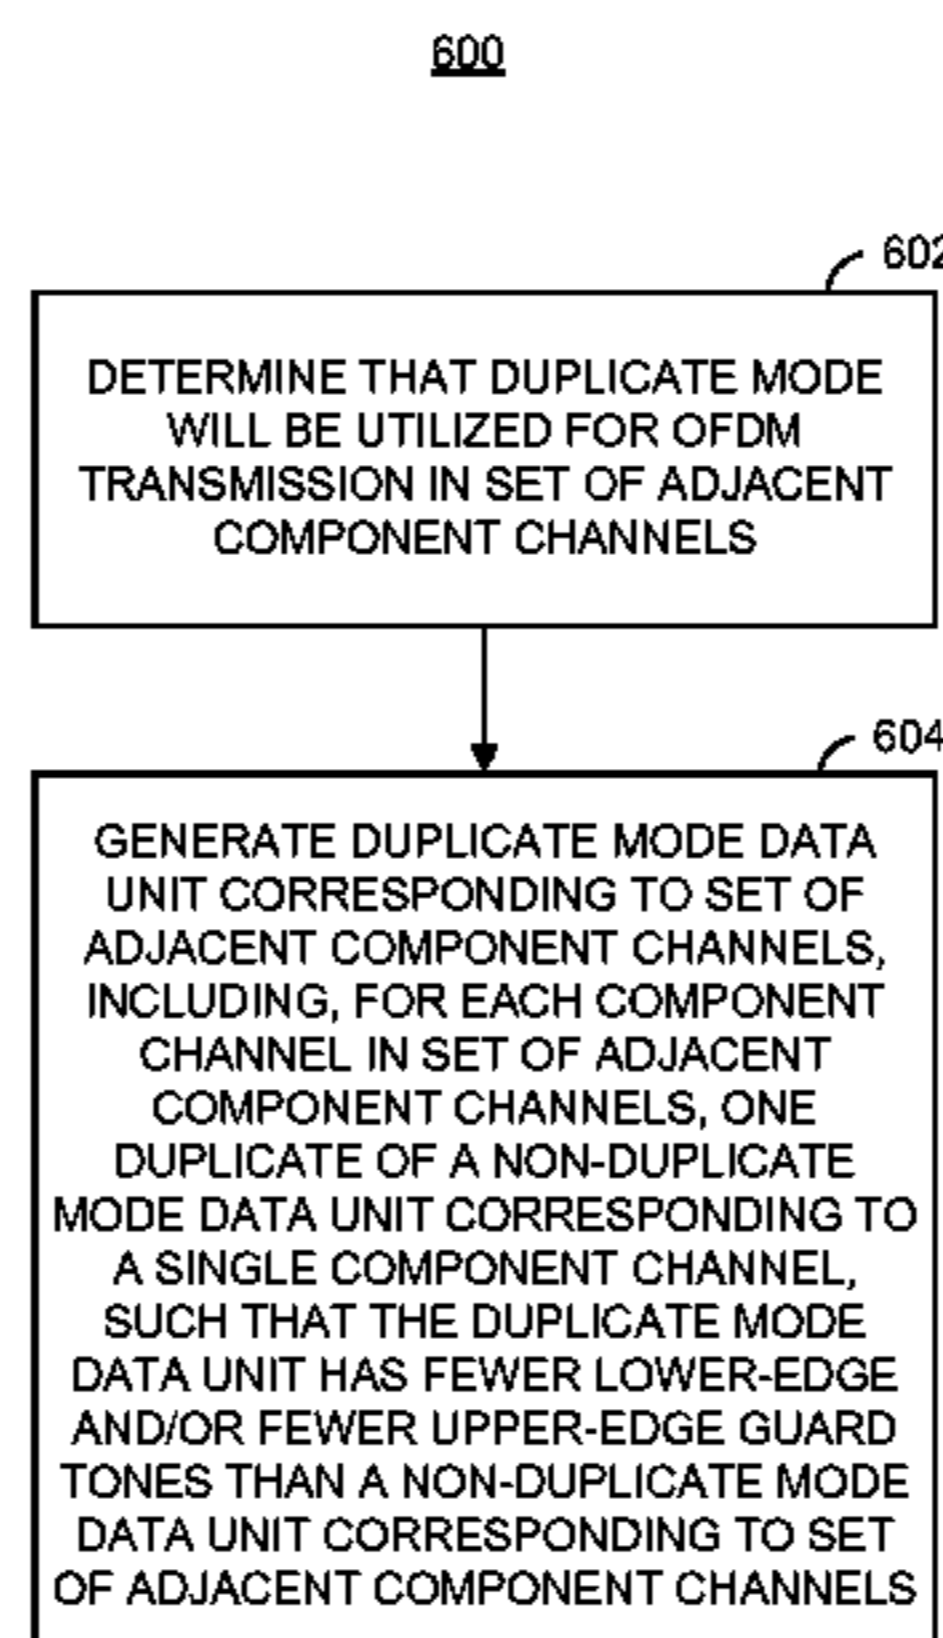 600
602
DETERMINE THAT DUPLICATE MODE
WILL BE UTILIZED FOR OFDM
TRANSMISSION IN SET OF ADJACENT
COMPONENT CHANNELS
604
GENERATE DUPLICATE MODE DATA
UNIT CORRESPONDING TO SET OF
ADJACENT COMPONENT CHANNELS,
INCLUDING, FOR EACH COMPONENT
CHANNEL IN SET OF ADJACENT
COMPONENT CHANNELS, ONE
DUPLICATE OF A NON-DUPLICATE
MODE DATA UNIT CORRESPONDING TO
A SINGLE COMPONENT CHANNEL,
SUCH THAT THE DUPLICATE MODE
DATA UNIT HAS FEWER LOWER-EDGE
AND/OR FEWER UPPER-EDGE GUARD
TONES THAN A NON-DUPLICATE MODE
DATA UNIT CORRESPONDING TO SET
OF ADJACENT COMPONENT CHANNELS